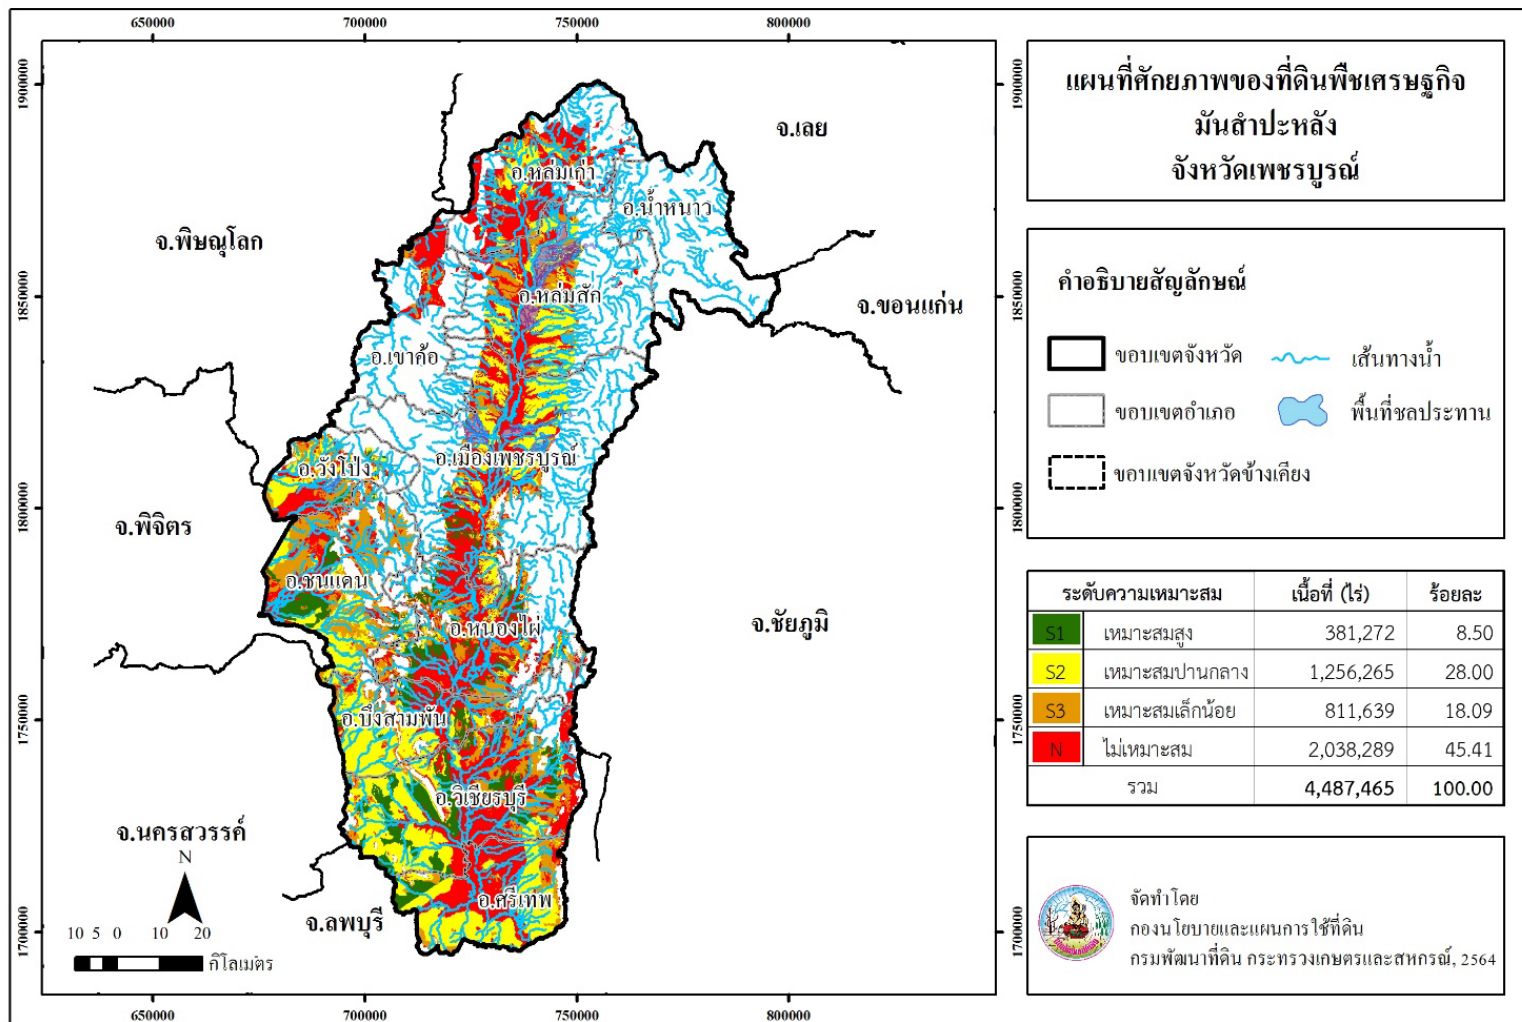 650000 700000 750000 800000
1900000
1850000
1800000
1750000
1700000
จ.เลย
อ.หล่มเก่า
อ.น้ำหนาว
จ.พิษณุโลก
อ.หล่มสัก
จ.ขอนแก่น
อ.เขาค้อ
อ.วังโป่ง
อ.เมืองเพชรบูรณ์
จ.พิจิตร
อ.ชนแดน
อ.หนองไผ่
จ.ชัยภูมิ
อ.บึงสามพัน
อ.วิเชียรบุรี
จ.นครสวรรค์
N
อ.ศรีเทพ
จ.ลพบุรี
10 5 0 10 20
กิโลเมตร
1900000
1850000
1800000
1750000
1700000
650000 700000 750000 800000
แผนที่ศักยภาพของที่ดินพืชเศรษฐกิจ
มันสำปะหลัง
จังหวัดเพชรบูรณ์
คำอธิบายสัญลักษณ์
ขอบเขตจังหวัด เส้นทางน้ำ
ขอบเขตอำเภอ พื้นที่ชลประทาน
ขอบเขตจังหวัดข้างเคียง
ระดับความเหมาะสม เนื้อที่ (ไร่) ร้อยละ
S1 เหมาะสมสูง 381,272 8.50
S2 เหมาะสมปานกลาง 1,256,265 28.00
S3 เหมาะสมเล็กน้อย 811,639 18.09
N ไม่เหมาะสม 2,038,289 45.41
รวม 4,487,465 100.00
จัดทำโดย
กองนโยบายและแผนการใช้ที่ดิน
กรมพัฒนาที่ดิน กระทรวงเกษตรและสหกรณ์, 2564